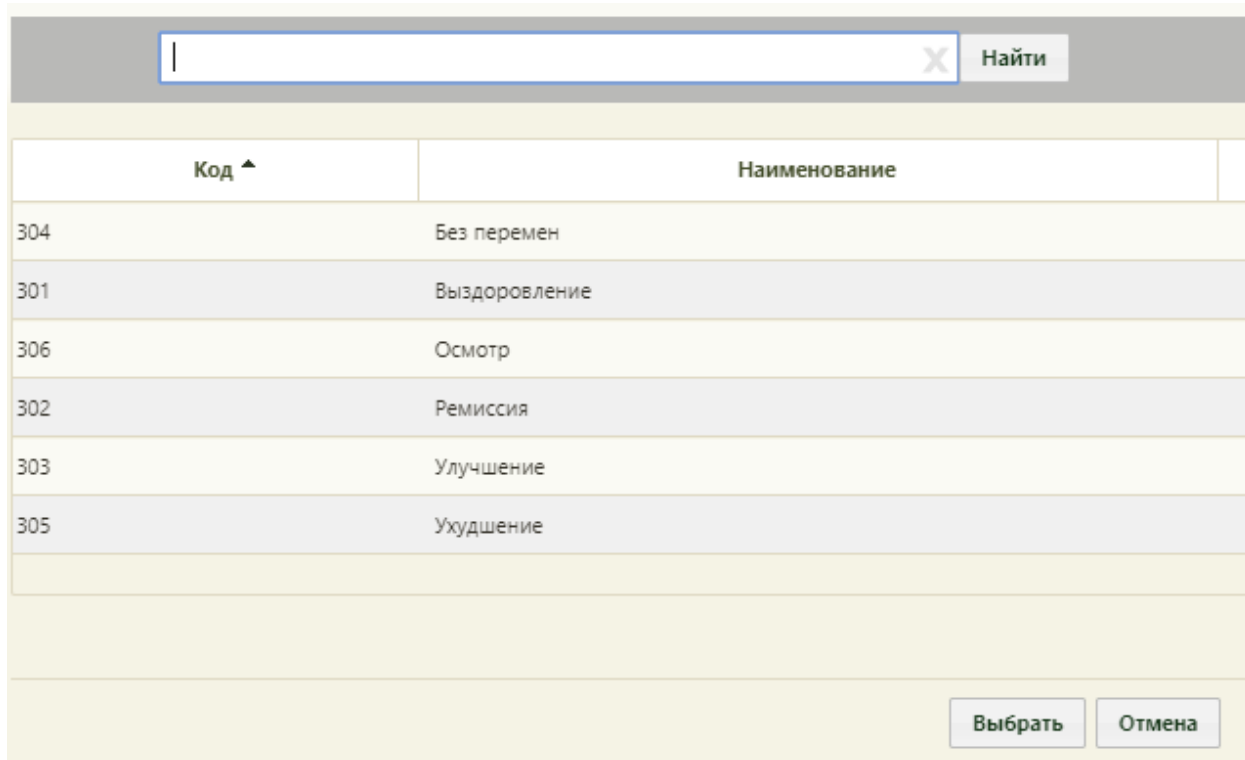 Найти
Код Наименование
304 Без перемен
301 Выздоровление
306 Осмотр
302 Ремиссия
303 Улучшение
305 Ухудшение
Выбрать Отмена